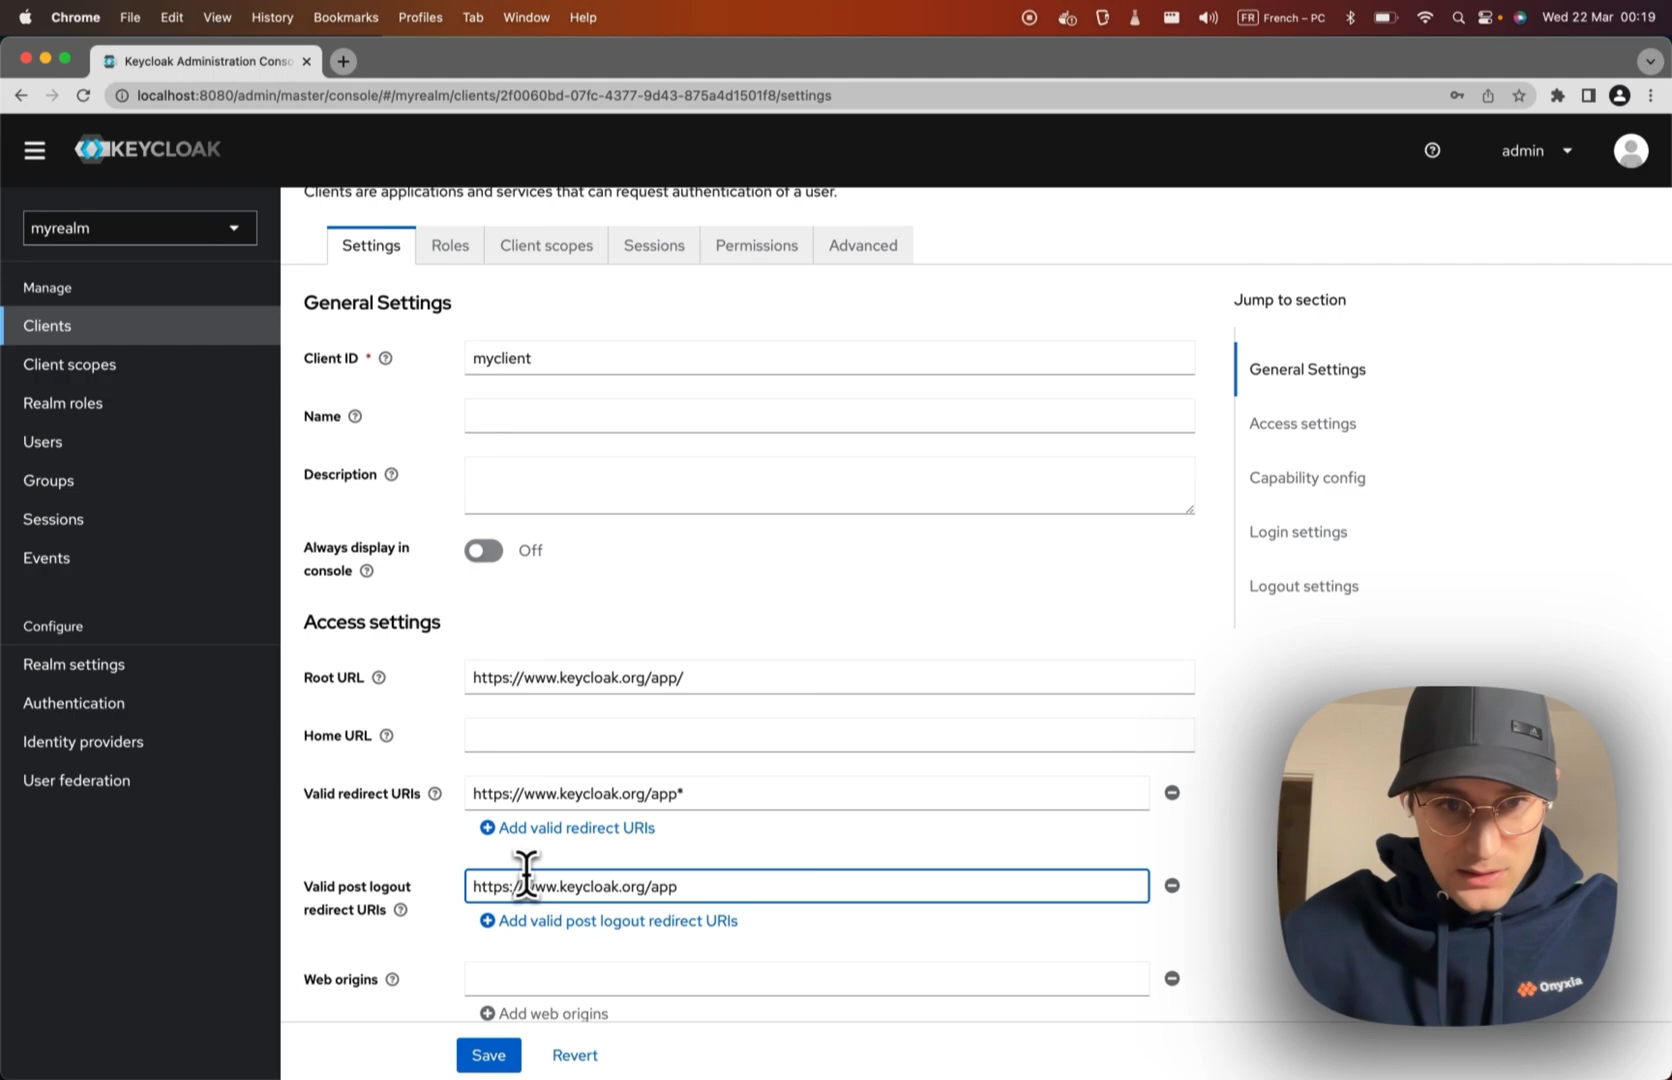 Chrome File Edit View History Bookmarks Profiles Tab Window Help FR French – PC Wed 22 Mar 00:19
Keycloak Administration Conso
localhost:8080/admin/master/console/#/myrealm/clients/2f0060bd-07fc-4377-9d43-875a4d1501f8/settings
KEYCLOAK admin
Clients are applications and services that can request authentication of a user.
myrealm
Settings Roles Client scopes Sessions Permissions Advanced
Manage
Clients
Client scopes
Realm roles
Users
Groups
Sessions
Events
Configure
Realm settings
Authentication
Identity providers
User federation
General Settings
Client ID * myclient
Name
Description
Always display in
console Off
Access settings
Root URL https://www.keycloak.org/app/
Home URL
Valid redirect URIs https://www.keycloak.org/app*
Add valid redirect URIs
Valid post logout
redirect URIs https://www.keycloak.org/app
Add valid post logout redirect URIs
Web origins
Add web origins
Save Revert
Jump to section
General Settings
Access settings
Capability config
Login settings
Logout settings
Onyxia